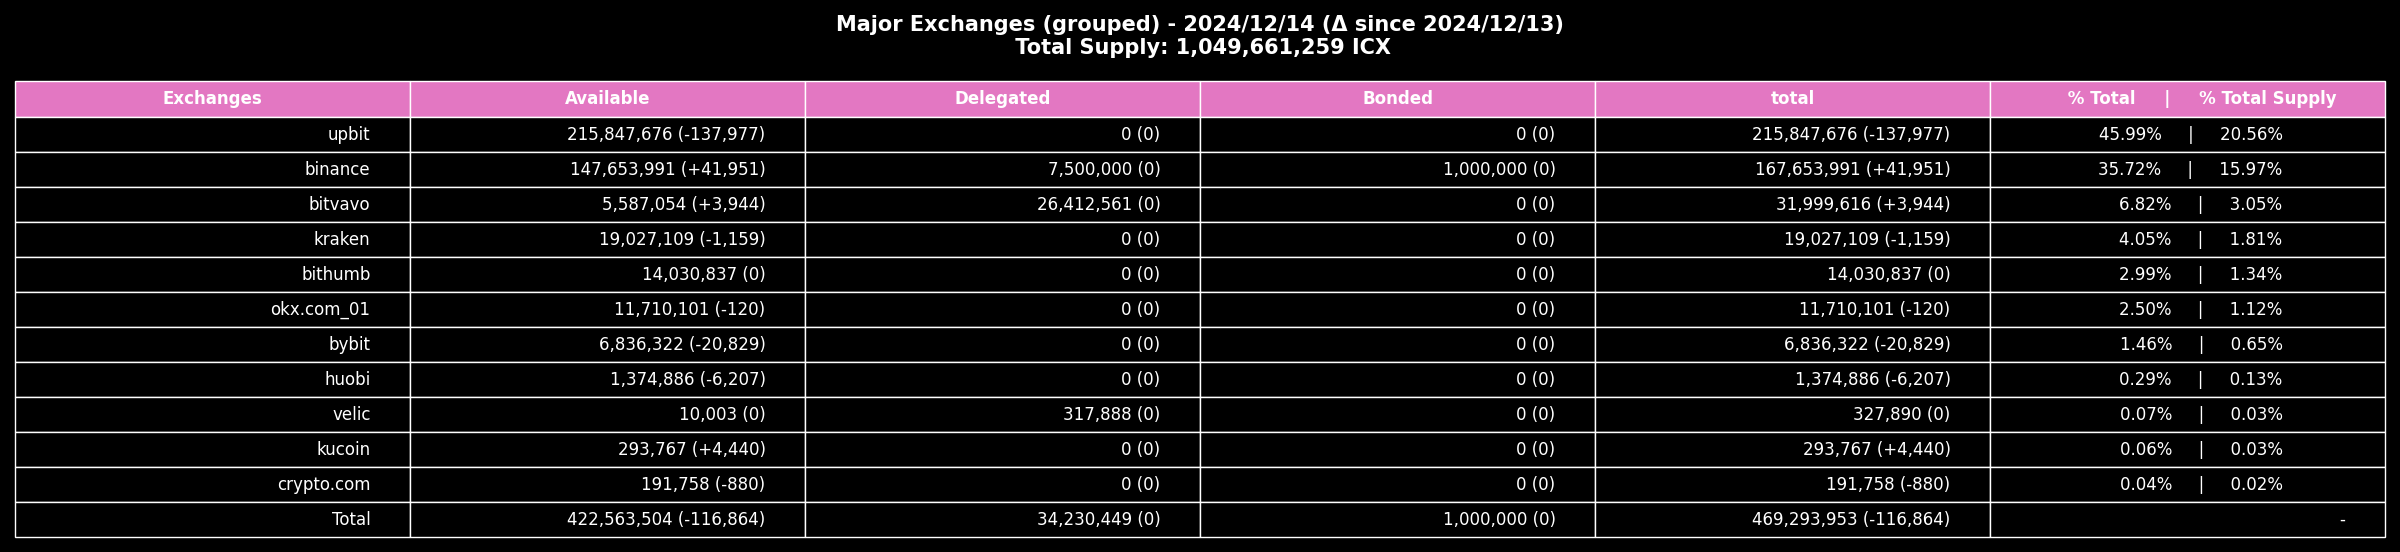 Major Exchanges (grouped) - 2024/12/14 (Δ since 2024/12/13)
Total Supply: 1,049,661,259 ICX
Exchanges Available Delegated Bonded total % Total | % Total Supply
upbit 215,847,676 (-137,977) 0 (0) 0 (0) 215,847,676 (-137,977) 45.99% | 20.56%
binance 147,653,991 (+41,951) 7,500,000 (0) 1,000,000 (0) 167,653,991 (+41,951) 35.72% | 15.97%
bitvavo 5,587,054 (+3,944) 26,412,561 (0) 0 (0) 31,999,616 (+3,944) 6.82% | 3.05%
kraken 19,027,109 (-1,159) 0 (0) 0 (0) 19,027,109 (-1,159) 4.05% | 1.81%
bithumb 14,030,837 (0) 0 (0) 0 (0) 14,030,837 (0) 2.99% | 1.34%
okx.com_01 11,710,101 (-120) 0 (0) 0 (0) 11,710,101 (-120) 2.50% | 1.12%
bybit 6,836,322 (-20,829) 0 (0) 0 (0) 6,836,322 (-20,829) 1.46% | 0.65%
huobi 1,374,886 (-6,207) 0 (0) 0 (0) 1,374,886 (-6,207) 0.29% | 0.13%
velic 10,003 (0) 317,888 (0) 0 (0) 327,890 (0) 0.07% | 0.03%
kucoin 293,767 (+4,440) 0 (0) 0 (0) 293,767 (+4,440) 0.06% | 0.03%
crypto.com 191,758 (-880) 0 (0) 0 (0) 191,758 (-880) 0.04% | 0.02%
Total 422,563,504 (-116,864) 34,230,449 (0) 1,000,000 (0) 469,293,953 (-116,864) -